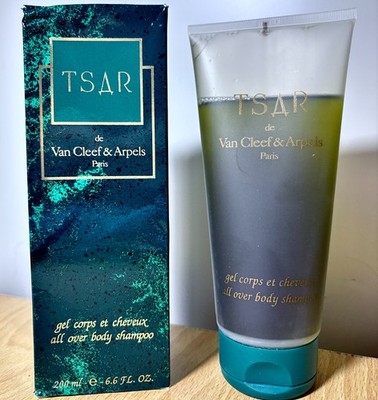 TSAR
de
Van Cleef & Arpels
Paris
gel corps et cheveux
all over body shampoo
200 ml - e - 6.6 FL. OZ.
TSAR
de
Van Cleef & Arpels
Paris
gel corps et cheveux
all over body shampoo